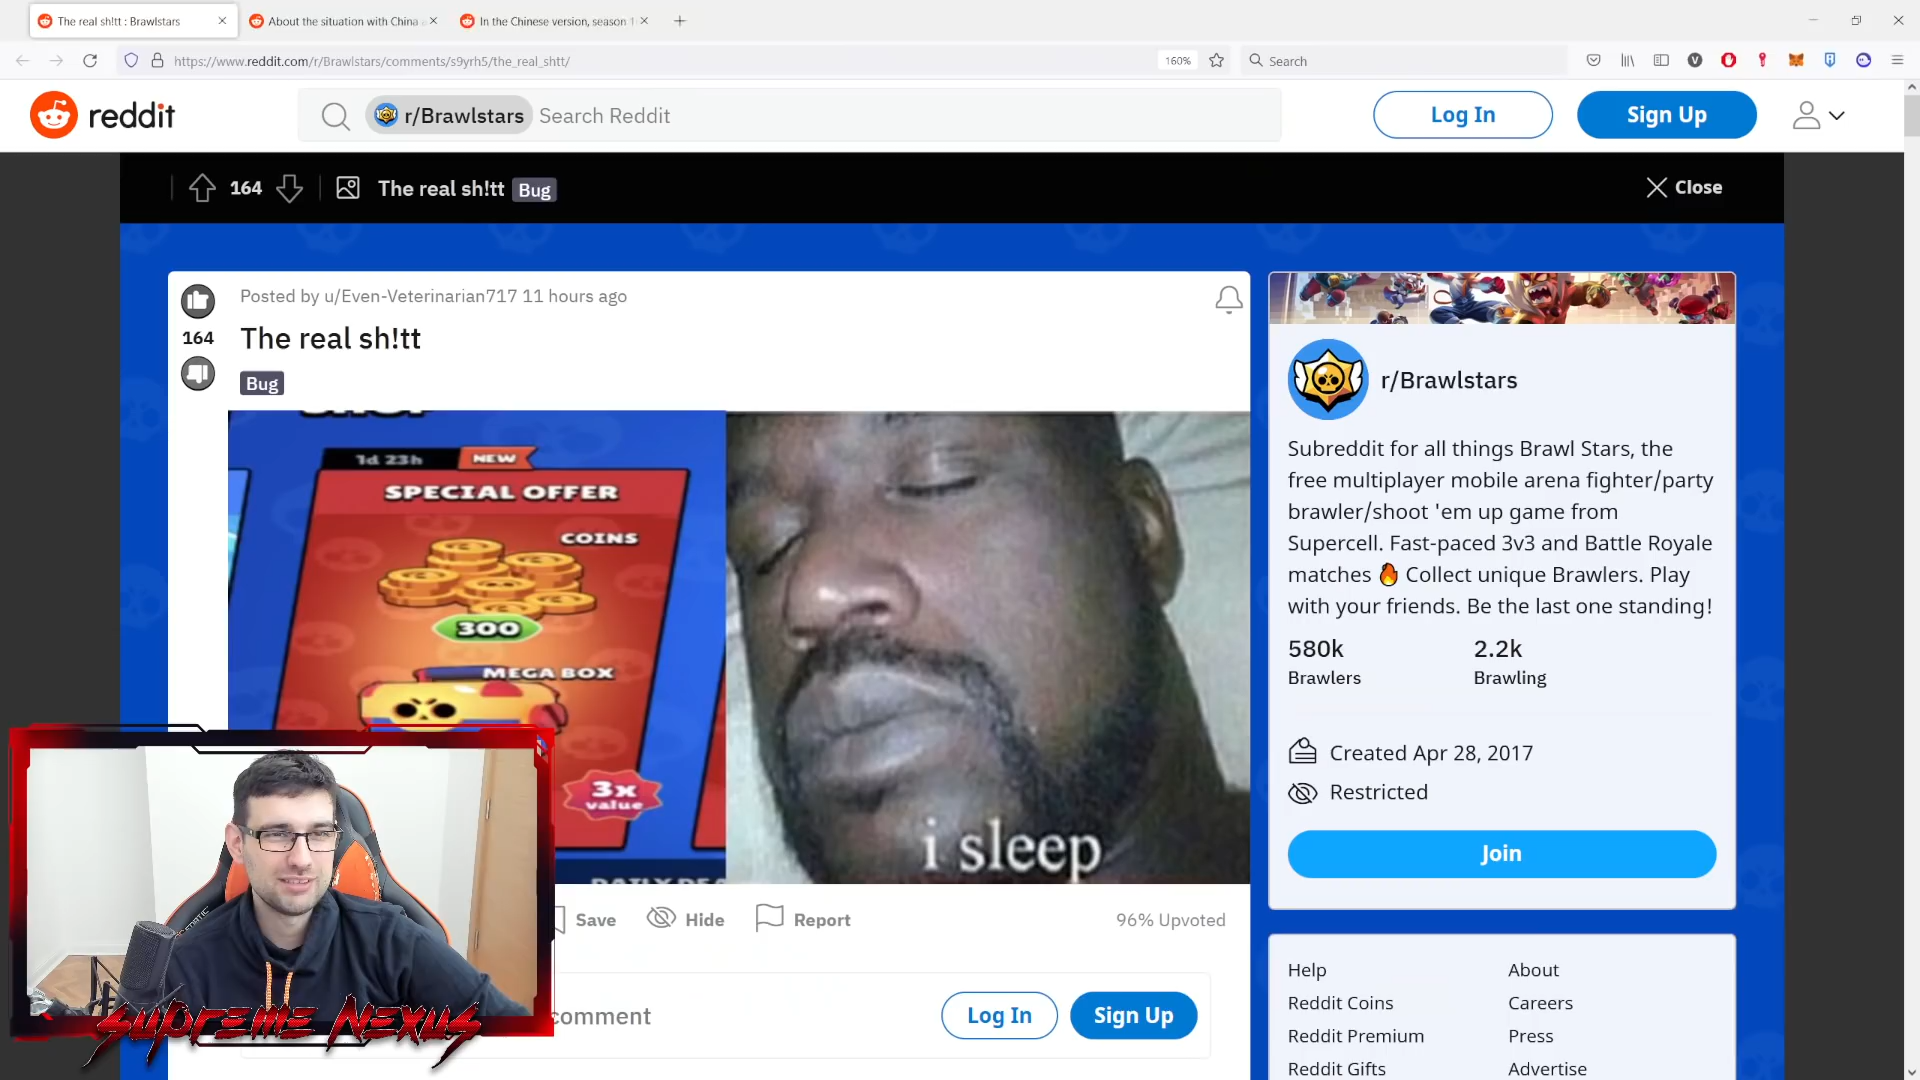 The real sh!tt : Brawlstars
About the situation with China
In the Chinese version, season 1
https://www.reddit.com/r/Brawlstars/comments/s9yrh5/the_real_shtt/
160%
Search
reddit
r/Brawlstars
Search Reddit
Log In
Sign Up
164
The real sh!tt
Bug
Close
Posted by u/Even-Veterinarian717 11 hours ago
164
The real sh!tt
Bug
1d 23h
NEW
SPECIAL OFFER
COINS
300
MEGA BOX
3x
value
i sleep
Save
Hide
Report
96% Upvoted
comment
Log In
Sign Up
r/Brawlstars
Subreddit for all things Brawl Stars, the
free multiplayer mobile arena fighter/party
brawler/shoot 'em up game from
Supercell. Fast-paced 3v3 and Battle Royale
matches 🔥 Collect unique Brawlers. Play
with your friends. Be the last one standing!
580k
2.2k
Brawlers
Brawling
Created Apr 28, 2017
Restricted
Join
Help
About
Reddit Coins
Careers
Reddit Premium
Press
Reddit Gifts
Advertise
SUPREME NEXUS